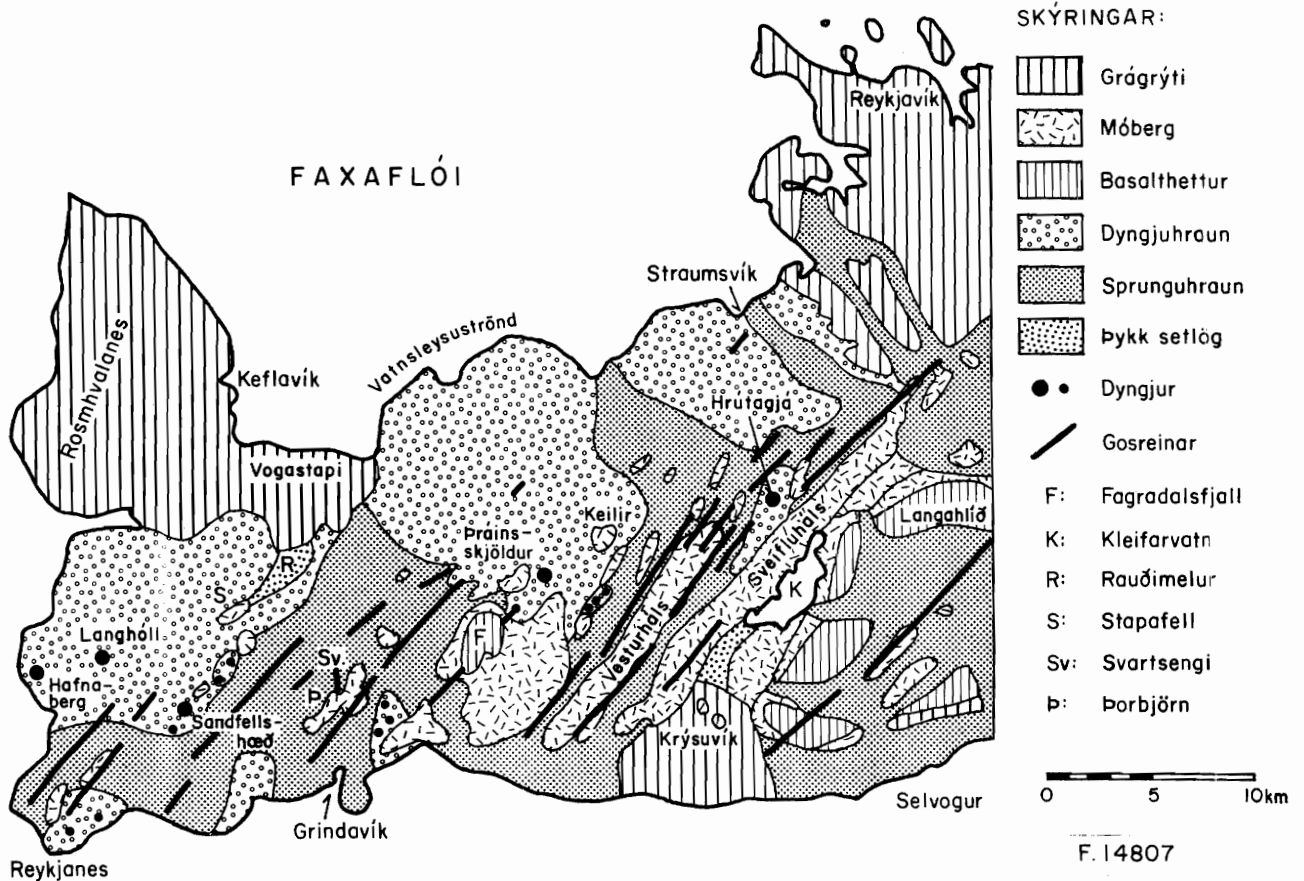 FAXAFLÓI
Reykjavík
Straumsvík
Vatnsleysuströnd
Rosmhvalanes
Keflavík
Hrutagjá
Vogastapi
Keilir
Þráins-
skjöldur
Langahlíð
Sveifluháls
R
S
K
F
Langhóll
Vesturháls
Sv
Hafna-
berg
Þ
Sandfells-
hæð
Krýsuvík
Selvogur
Grindavík
Reykjanes
SKÝRINGAR:
Grágrýti
Móberg
Basalthettur
Dyngjuhraun
Sprunguhraun
Þykk setlög
Dyngjur
Gosreinar
F: Fagradalsfjall
K: Kleifarvatn
R: Rauðimelur
S: Stapafell
Sv: Svartsengi
Þ: Þorbjörn
0 5 10km
F. 14807